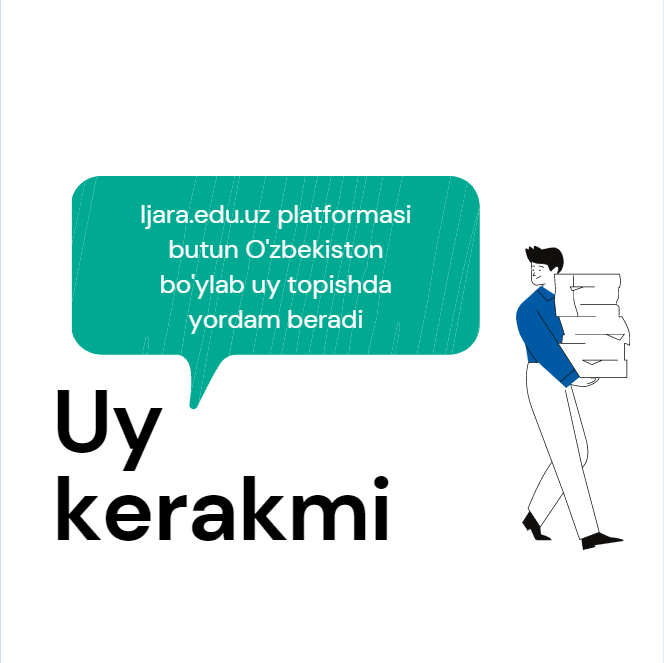 Ijara.edu.uz platformasi
butun O'zbekiston
bo'ylab uy topishda
yordam beradi
Uy
kerakmi